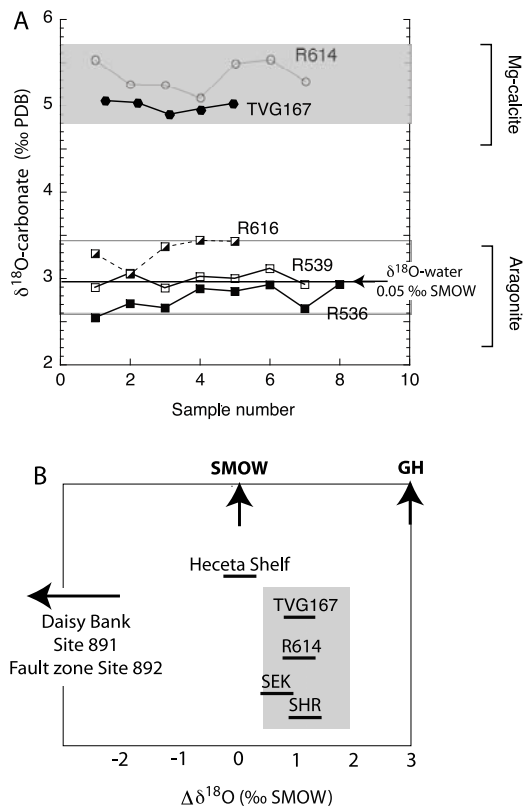 A
6
5
4
3
2
0
2
4
6
8
10
δ¹⁸O-carbonate (‰ PDB)
Sample number
R614
TVG167
R616
R539
R536
δ¹⁸O-water
0.05 ‰ SMOW
Mg-calcite
Aragonite
B
SMOW
GH
Heceta Shelf
TVG167
R614
SEK
SHR
Daisy Bank
Site 891
Fault zone Site 892
-2
-1
0
1
2
3
Δδ¹⁸O (‰ SMOW)